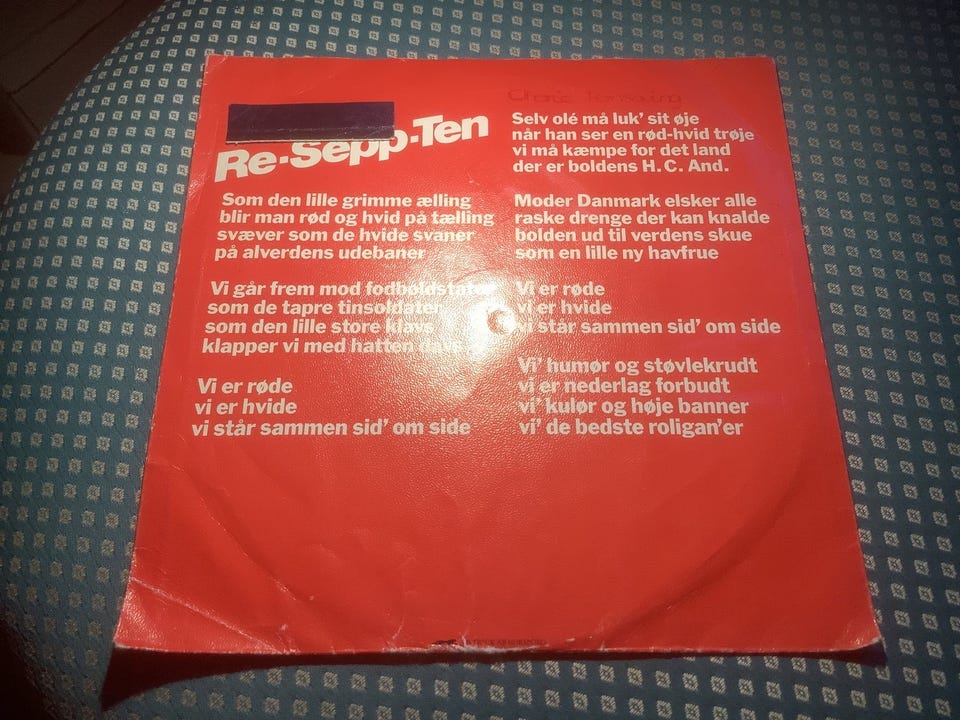 Re-Sepp-Ten
Som den lille grimme ælling
blir man rød og hvid på tælling
svæver som de hvide svaner
på alverdens udebaner
Vi går frem mod fodboldstater
som de tapre tinsoldater
som den lille store klavs
klapper vi med hatten davs
Vi er røde
vi er hvide
vi står sammen sid' om side
Selv olé må luk' sit øje
når han ser en rød-hvid trøje
vi må kæmpe for det land
der er boldens H. C. And.
Moder Danmark elsker alle
raske drenge der kan knalde
bolden ud til verdens skue
som en lille ny havfrue
Vi er røde
vi er hvide
vi står sammen sid' om side
Vi' humør og støvlekrudt
vi er nederlag forbudt
vi' kulør og høje banner
vi' de bedste roligan'er